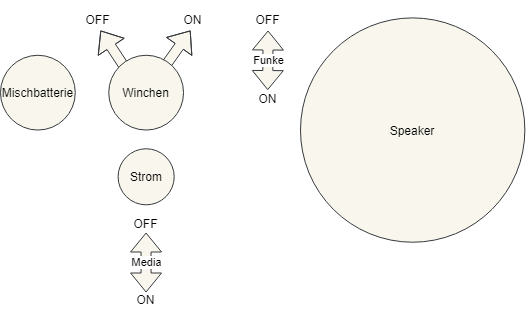 OFF
ON
OFF
Funke
ON
Mischbatterie
Winchen
Speaker
Strom
OFF
Media
ON